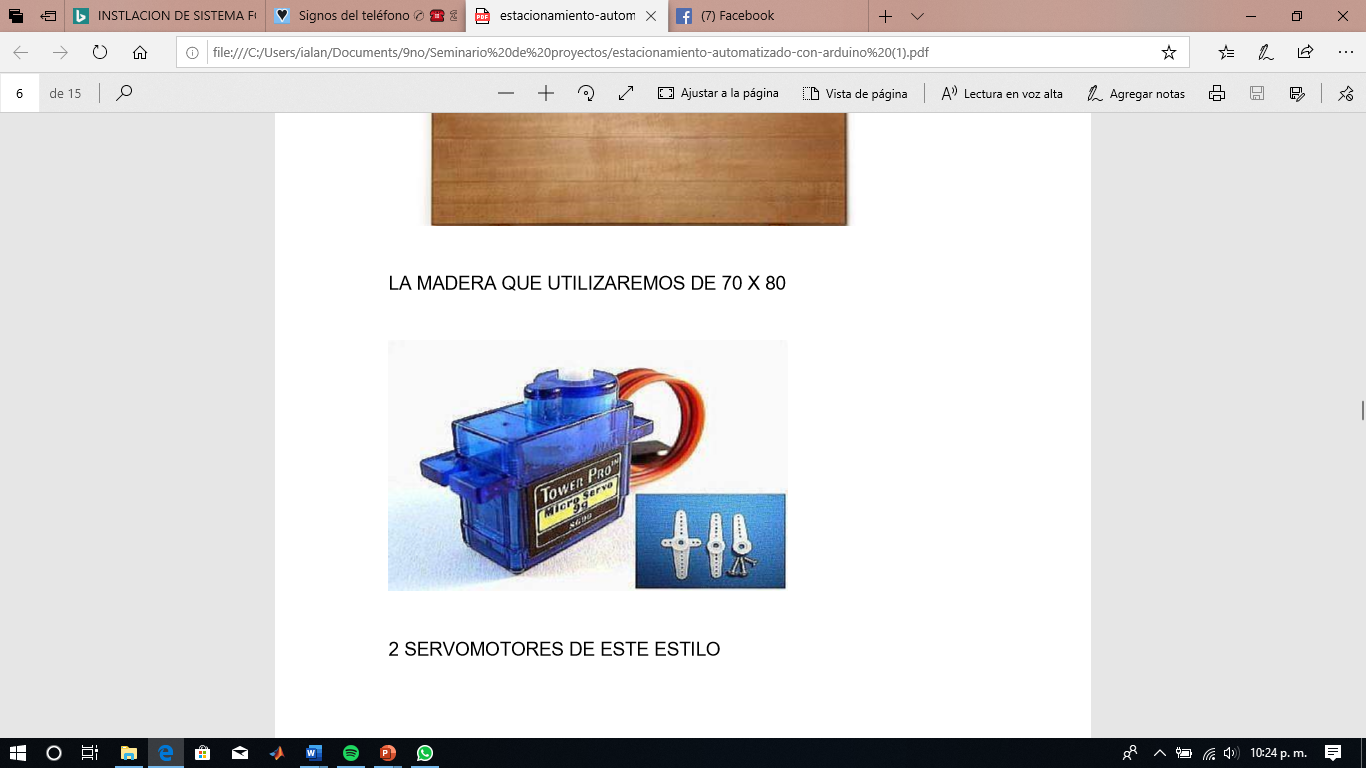 INSTLACION DE SISTEMA FO
Signos del teléfono
estacionamiento-autom
(7) Facebook
file:///C:/Users/ialan/Documents/9no/Seminario%20de%20proyectos/estacionamiento-automatizado-con-arduino%20(1).pdf
6 de 15
Ajustar a la página
Vista de página
Lectura en voz alta
Agregar notas
LA MADERA QUE UTILIZAREMOS DE 70 X 80
TOWER PRO™
Micro Servo
9g
SG90
2 SERVOMOTORES DE ESTE ESTILO
10:24 p. m.